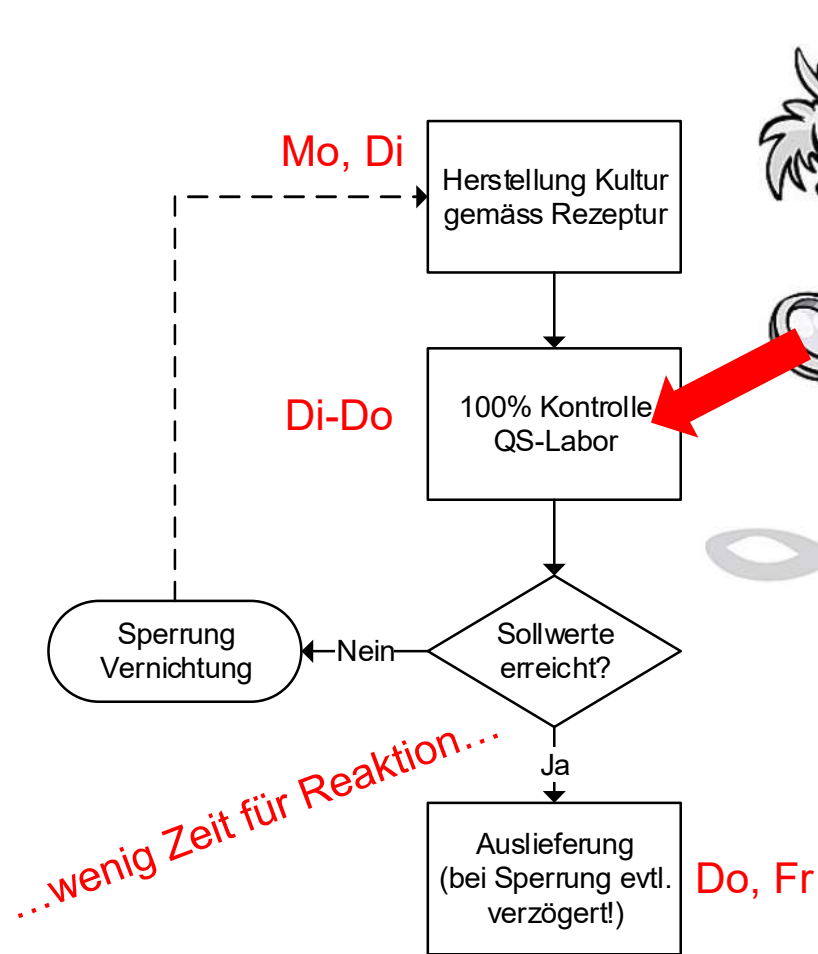 Mo, Di
Herstellung Kultur
gemäss Rezeptur
Di-Do
100% Kontrolle
QS-Labor
Sperrung
Vernichtung
Nein
Sollwerte
erreicht?
...wenig Zeit für Reaktion...
Ja
Auslieferung
(bei Sperrung evtl.
verzögert!)
Do, Fr